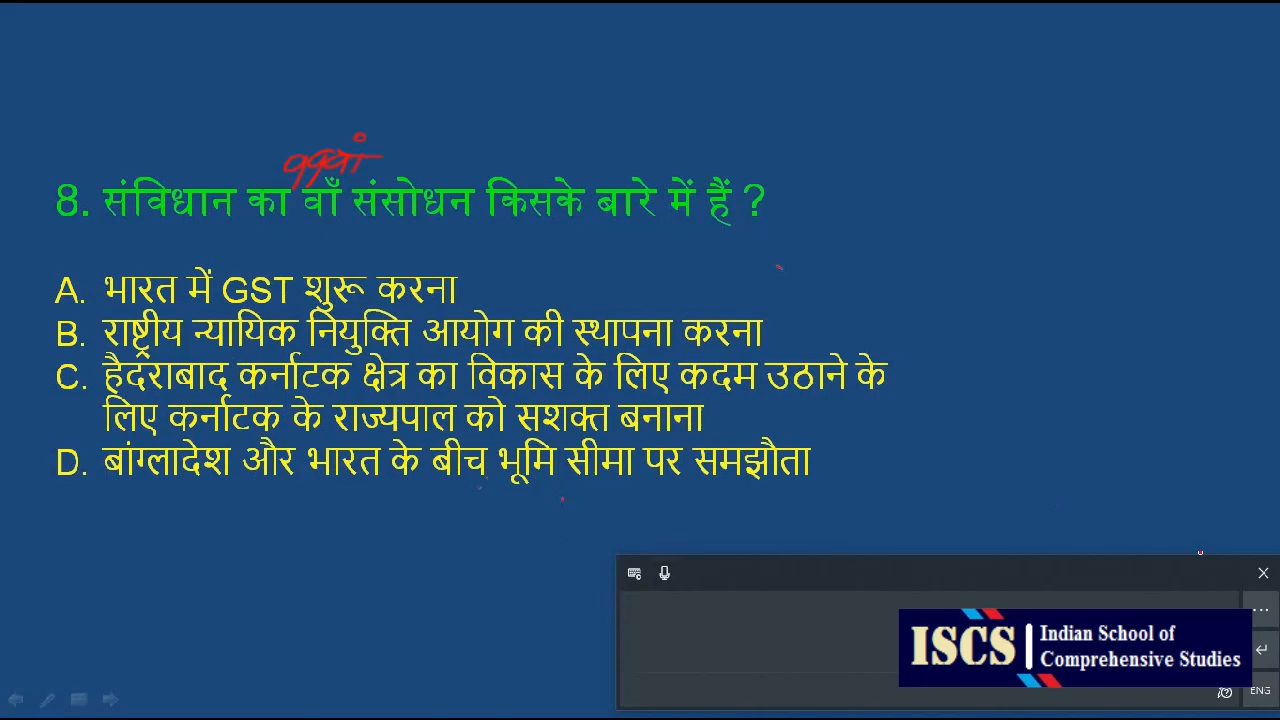 99वां
8. संविधान का वाँ संसोधन किसके बारे में हैं ?
A. भारत में GST शुरू करना
B. राष्ट्रीय न्यायिक नियुक्ति आयोग की स्थापना करना
C. हैदराबाद कर्नाटक क्षेत्र का विकास के लिए कदम उठाने के
लिए कर्नाटक के राज्यपाल को सशक्त बनाना
D. बांग्लादेश और भारत के बीच भूमि सीमा पर समझौता
ISCS
Indian School of
Comprehensive Studies
ENG